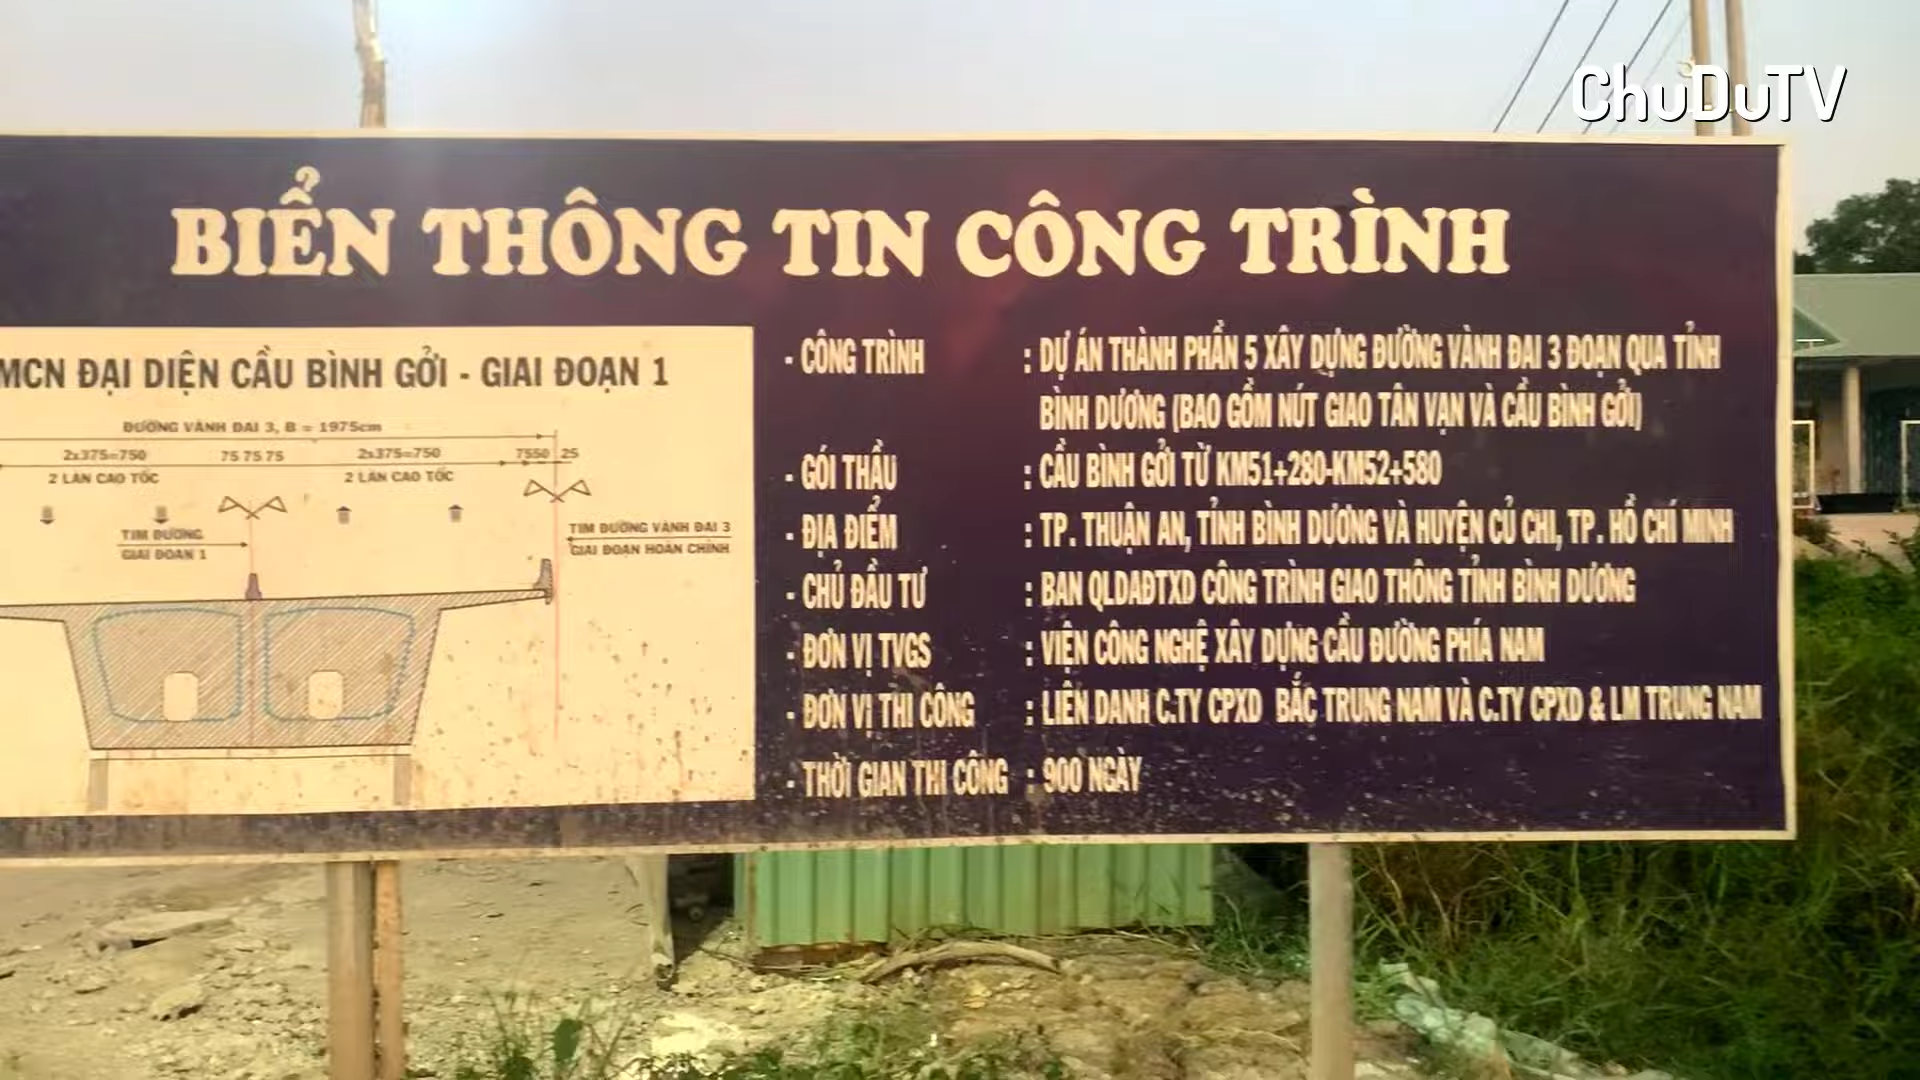 ChuDuTV
BIỂN THÔNG TIN CÔNG TRÌNH
MCN ĐẠI DIỆN CẦU BÌNH GỞI - GIAI ĐOẠN 1
ĐƯỜNG VÀNH ĐAI 3, B = 1975cm
2x375=750 75 75 75 2x375=750 7550 25
2 LÀN CAO TỐC 2 LÀN CAO TỐC
TIM ĐƯỜNG
GIAI ĐOẠN 1
TIM ĐƯỜNG VÀNH ĐAI 3
GIAI ĐOẠN HOÀN CHỈNH
- CÔNG TRÌNH : DỰ ÁN THÀNH PHẦN 5 XÂY DỰNG ĐƯỜNG VÀNH ĐAI 3 ĐOẠN QUA TỈNH
BÌNH DƯƠNG (BAO GỒM NÚT GIAO TÂN VẠN VÀ CẦU BÌNH GỞI)
- GÓI THẦU : CẦU BÌNH GỞI TỪ KM51+280-KM52+580
- ĐỊA ĐIỂM : TP. THUẬN AN, TỈNH BÌNH DƯƠNG VÀ HUYỆN CỦ CHI, TP. HỒ CHÍ MINH
- CHỦ ĐẦU TƯ : BAN QLDAĐTXD CÔNG TRÌNH GIAO THÔNG TỈNH BÌNH DƯƠNG
- ĐƠN VỊ TVGS : VIỆN CÔNG NGHỆ XÂY DỰNG CẦU ĐƯỜNG PHÍA NAM
- ĐƠN VỊ THI CÔNG : LIÊN DANH C.TY CPXD BẮC TRUNG NAM VÀ C.TY CPXD & LM TRUNG NAM
- THỜI GIAN THI CÔNG : 900 NGÀY